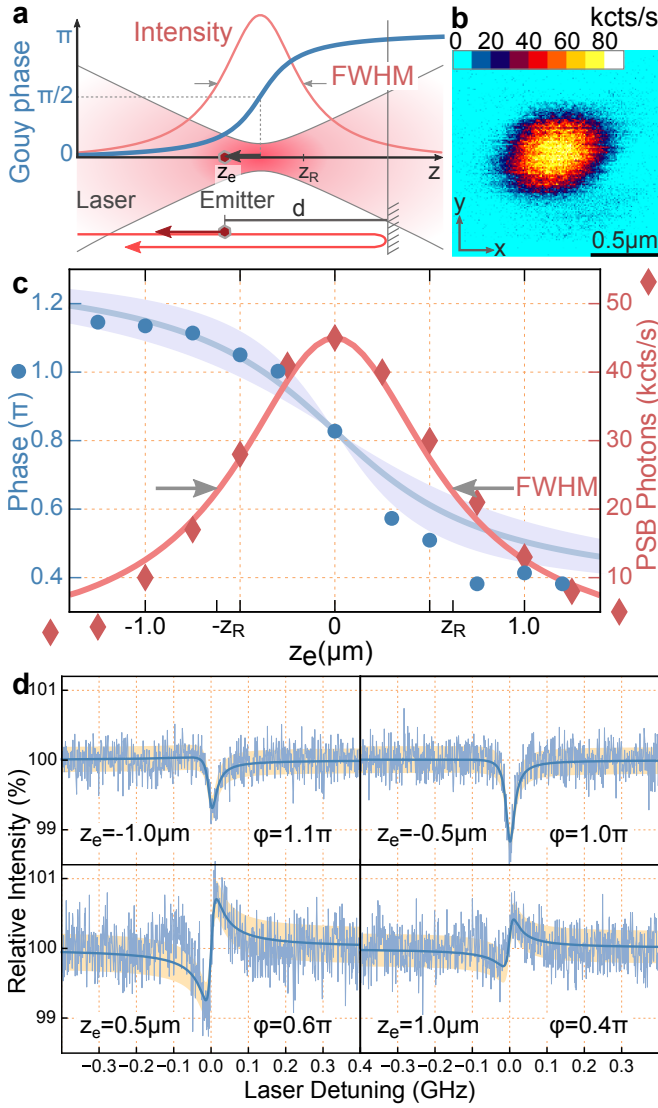 a
π
Intensity
FWHM
Gouy phase
π/2
0
z_e
z_R
z
Laser
Emitter
d
b
kcts/s
0 20 40 60 80
y
x
0.5μm
c
Phase (π)
1.2
1.0
0.8
0.6
0.4
FWHM
50
40
30
20
10
PSB Photons (kcts/s)
-1.0 -z_R 0 z_R 1.0
z_e(μm)
d
Relative Intensity (%)
101
100
99
z_e=-1.0μm φ=1.1π
z_e=-0.5μm φ=1.0π
101
100
99
z_e=0.5μm φ=0.6π
z_e=1.0μm φ=0.4π
−0.3 −0.2 −0.1 0.0 0.1 0.2 0.3 0.4 −0.3 −0.2 −0.1 0.0 0.1 0.2 0.3
Laser Detuning (GHz)